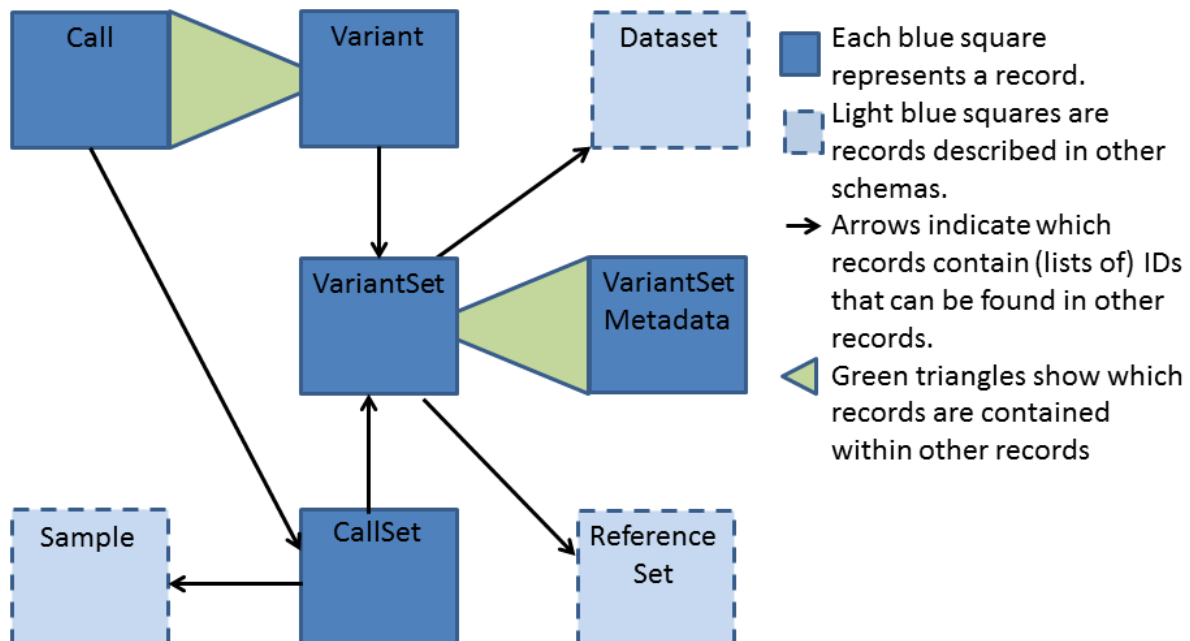 Call
Variant
Dataset
VariantSet
VariantSet
Metadata
Sample
CallSet
Reference
Set
Each blue square
represents a record.
Light blue squares are
records described in other
schemas.
Arrows indicate which
records contain (lists of) IDs
that can be found in other
records.
Green triangles show which
records are contained
within other records